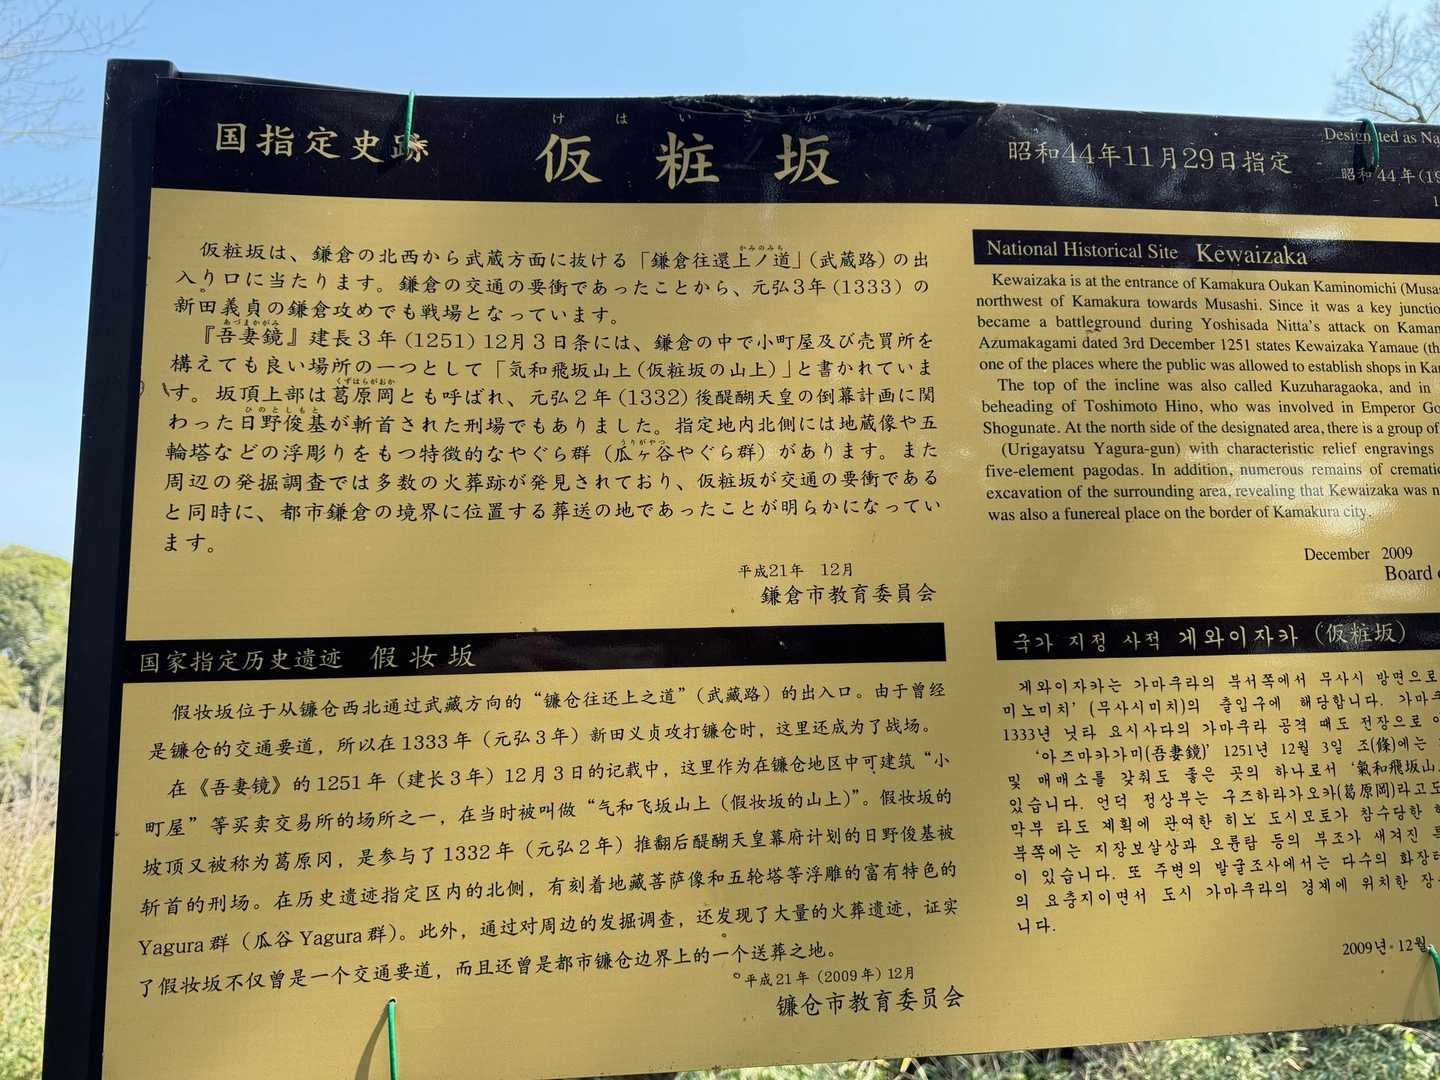 国指定史跡
けはいざか
仮粧坂
昭和44年11月29日指定
Designated as Na
昭和44年(19
仮粧坂は、鎌倉の北西から武蔵方面に抜ける「鎌倉往還上ノ道」(武蔵路)の出
かみのみち
入り口に当たります。鎌倉の交通の要衝であったことから、元弘3年(1333)の
新田義貞の鎌倉攻めでも戦場となっています。
あづまかがみ
『吾妻鏡』建長3年(1251)12月3日条には、鎌倉の中で小町屋及び売買所を
構えても良い場所の一つとして「気和飛坂山上(仮粧坂の山上)」と書かれていま
くずはらがおか
す。坂頂上部は葛原岡とも呼ばれ、元弘2年(1332)後醍醐天皇の倒幕計画に関
ひのとしもと
わった日野俊基が斬首された刑場でもありました。指定地内北側には地蔵像や五
うりがやつ
輪塔などの浮彫りをもつ特徴的なやぐら群(瓜ヶ谷やぐら群)があります。また
周辺の発掘調査では多数の火葬跡が発見されており、仮粧坂が交通の要衝である
と同時に、都市鎌倉の境界に位置する葬送の地であったことが明らかになってい
ます。
平成21年 12月
鎌倉市教育委員会
National Historical Site Kewaizaka
Kewaizaka is at the entrance of Kamakura Oukan Kaminomichi (Musas
northwest of Kamakura towards Musashi. Since it was a key junctio
became a battleground during Yoshisada Nitta's attack on Kamak
Azumakagami dated 3rd December 1251 states Kewaizaka Yamaue (th
one of the places where the public was allowed to establish shops in Kam
The top of the incline was also called Kuzuharagaoka, and in
beheading of Toshimoto Hino, who was involved in Emperor Go
Shogunate. At the north side of the designated area, there is a group of
(Urigayatsu Yagura-gun) with characteristic relief engravings
five-element pagodas. In addition, numerous remains of crematic
excavation of the surrounding area, revealing that Kewaizaka was n
was also a funereal place on the border of Kamakura city.
December 2009
Board o
国家指定历史遗迹 假妆坂
假妆坂位于从镰仓西北通过武藏方向的“镰仓往还上之道”(武藏路)的出入口。由于曾经
是镰仓的交通要道，所以在1333年(元弘3年)新田义贞攻打镰仓时，这里还成为了战场。
在《吾妻镜》的1251年(建长3年)12月3日的记载中，这里作为在镰仓地区中可建筑“小
町屋”等买卖交易所的场所之一，在当时被叫做“气和飞坂山上(假妆坂的山上)”。假妆坂的
坡顶又被称为葛原冈，是参与了1332年(元弘2年)推翻后醍醐天皇幕府计划的日野俊基被
斩首的刑场。在历史遗迹指定区内的北侧，有刻着地藏菩萨像和五轮塔等浮雕的富有特色的
Yagura群(瓜谷Yagura群)。此外，通过对周边的发掘调查，还发现了大量的火葬遗迹，证实
了假妆坂不仅曾是一个交通要道，而且还曾是都市镰仓边界上的一个送葬之地。
平成21年(2009年)12月
镰仓市教育委员会
국가 지정 사적 게와이자카 (仮粧坂)
게와이자카는 가마쿠라의 북서쪽에서 무사시 방면으로
미노미치'(무사시미치)의 출입구에 해당합니다. 가마쿠
1333년 닛타 요시사다의 가마쿠라 공격 때도 전장으로
'아즈마카가미(吾妻鏡)' 1251년 12월 3일 조(條)에는
및 매매소를 갖춰도 좋은 곳의 하나로서 '氣和飛坂山
있습니다. 언덕 정상부는 구즈하라가오카(葛原岡)라고도
막부 타도 계획에 관여한 히노 도시모토가 참수당한
북쪽에는 지장보살상과 오륜탑 등의 부조가 새겨진
이 있습니다. 또 주변의 발굴조사에서는 다수의 화장터
의 요충지이면서 도시 가마쿠라의 경계에 위치한
니다.
2009년 12월